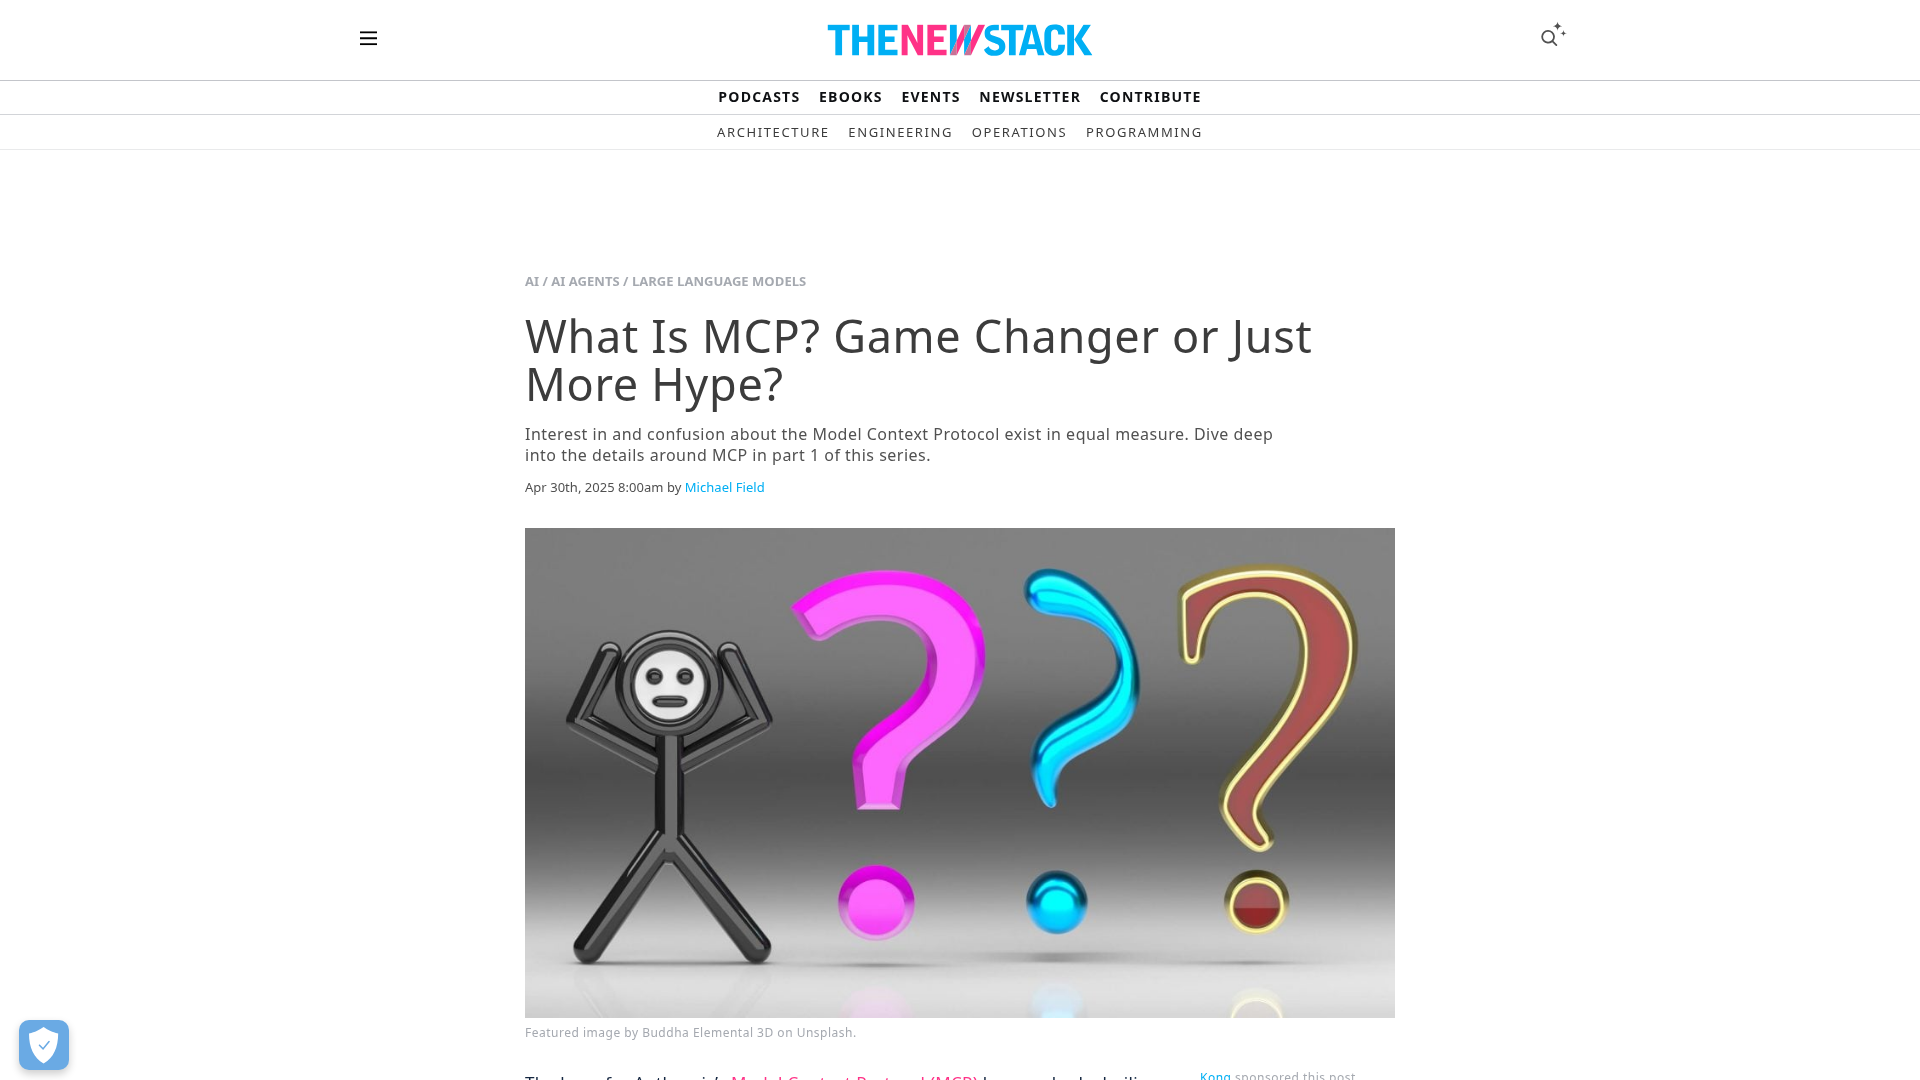 THENEWSTACK
PODCASTS EBOOKS EVENTS NEWSLETTER CONTRIBUTE
ARCHITECTURE ENGINEERING OPERATIONS PROGRAMMING
AI / AI AGENTS / LARGE LANGUAGE MODELS
What Is MCP? Game Changer or Just
More Hype?
Interest in and confusion about the Model Context Protocol exist in equal measure. Dive deep
into the details around MCP in part 1 of this series.
Apr 30th, 2025 8:00am by Michael Field
? ? ?
Featured image by Buddha Elemental 3D on Unsplash.
Model Context Protocol (MCP)
Kong sponsored this post.